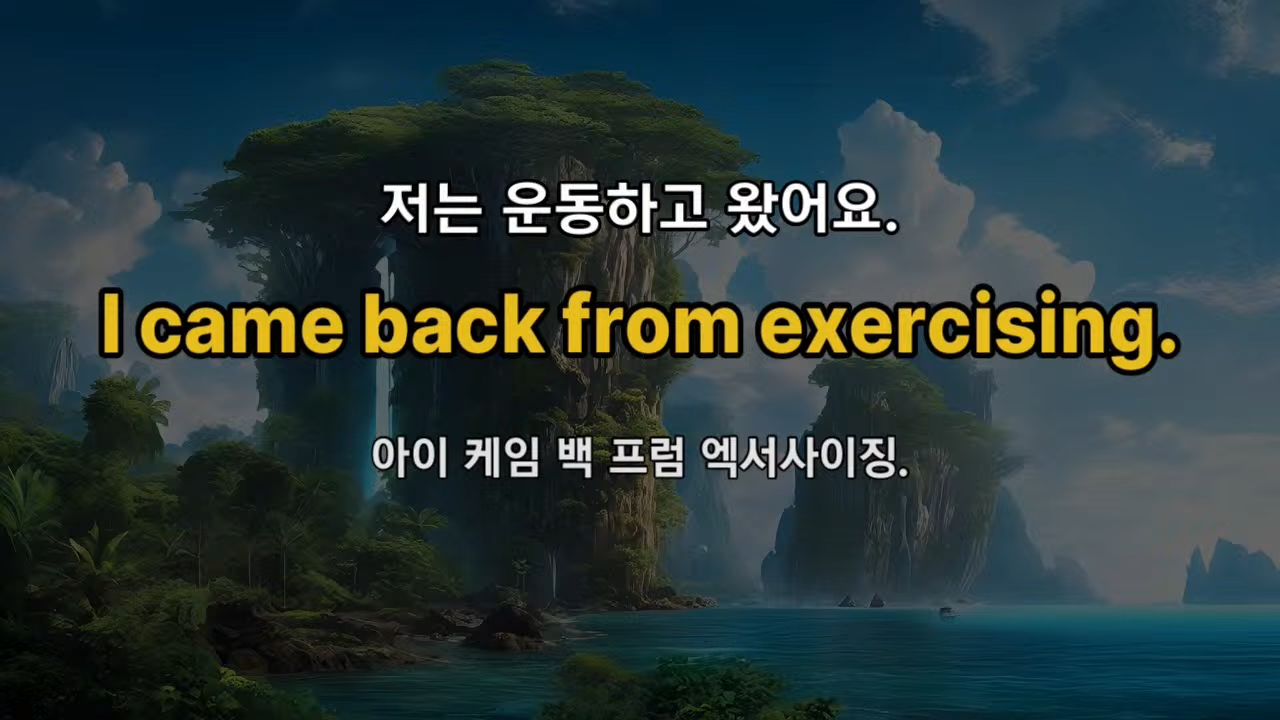 저는 운동하고 왔어요.
I came back from exercising.
아이 케임 백 프럼 엑서사이징.